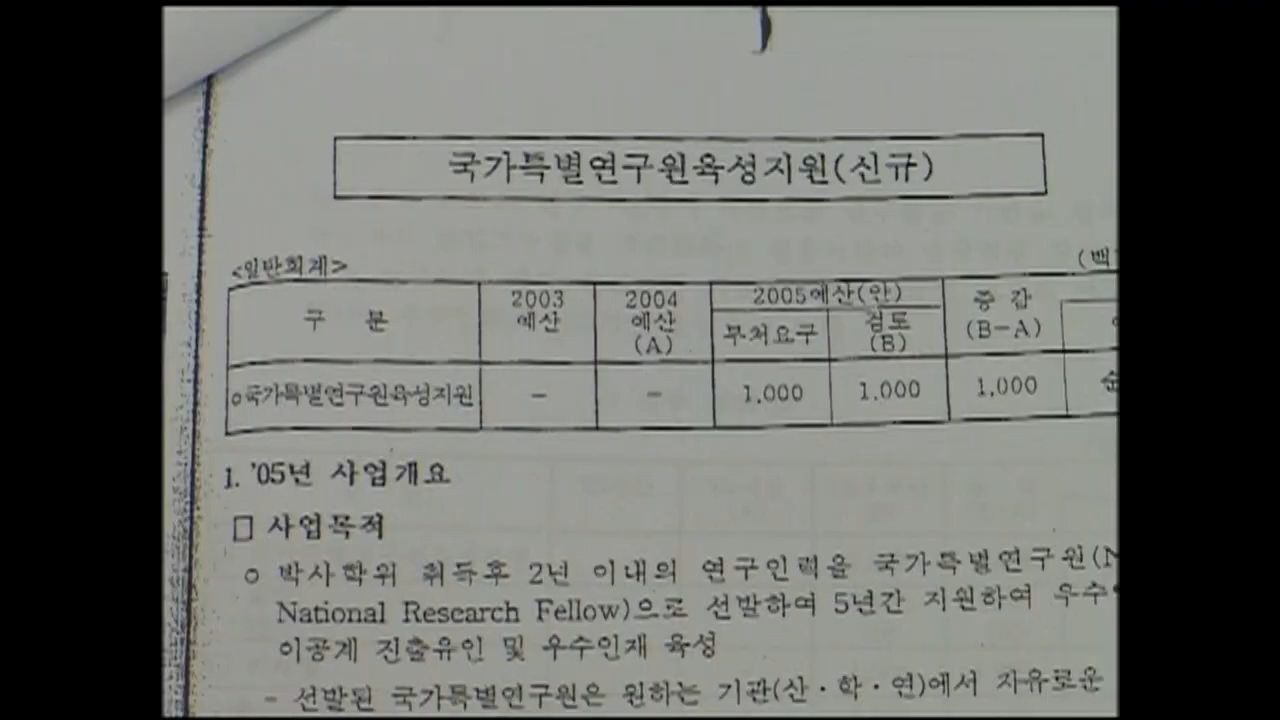 국가특별연구원육성지원(신규)
<일반회계>
(백
구 분
2003 예산
2004 예산 (A)
2005예산(안)
부처요구
검토 (B)
증 감 (B-A)
○국가특별연구원육성지원 - - 1,000 1,000 1,000
1. '05년 사업개요
□ 사업목적
○ 박사학위 취득후 2년 이내의 연구인력을 국가특별연구원(N
National Research Fellow)으로 선발하여 5년간 지원하여 우수
이공계 진출유인 및 우수인재 육성
- 선발된 국가특별연구원은 원하는 기관(산·학·연)에서 자유로운